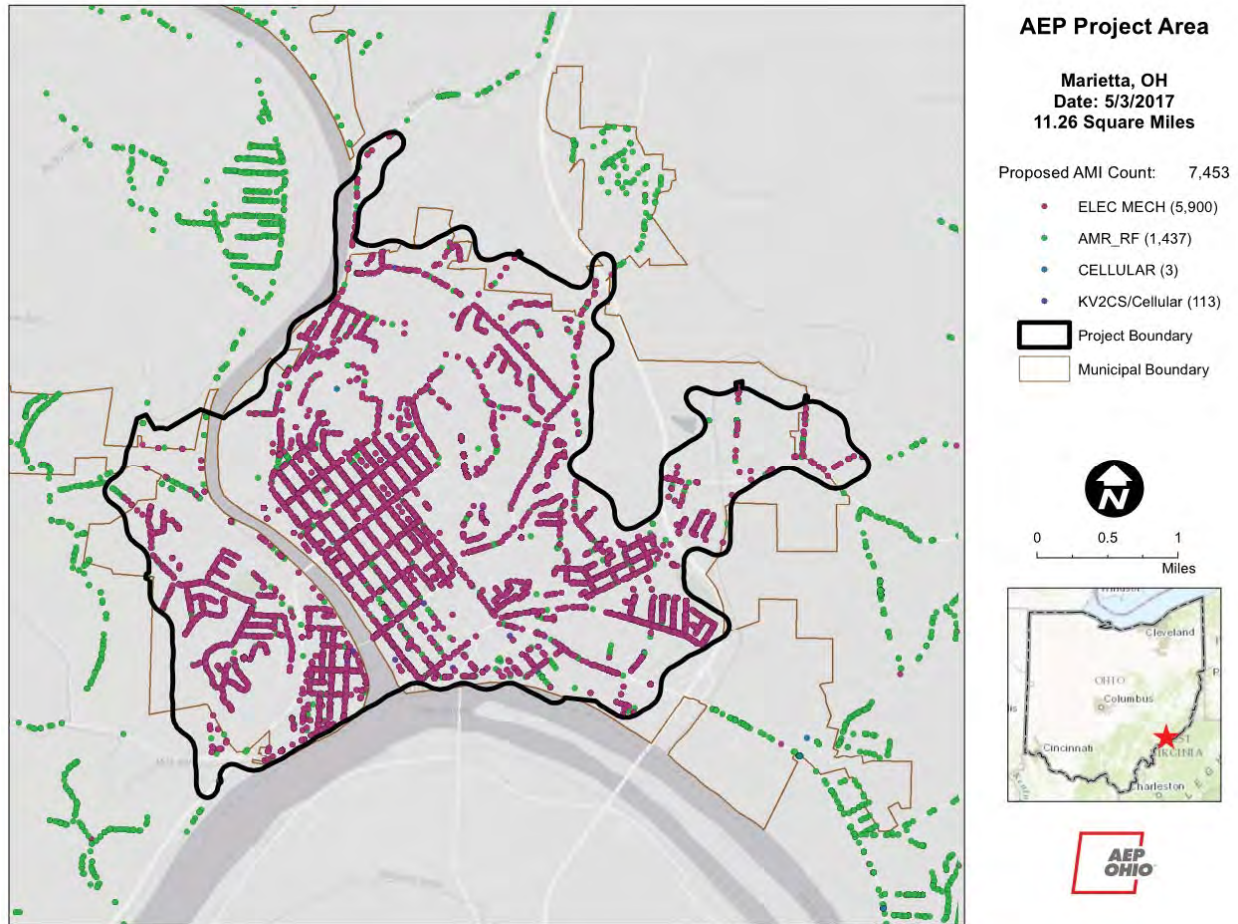 AEP Project Area
Marietta, OH
Date: 5/3/2017
11.26 Square Miles
Proposed AMI Count: 7,453
ELEC MECH (5,900)
AMR_RF (1,437)
CELLULAR (3)
KV2CS/Cellular (113)
Project Boundary
Municipal Boundary
N
0 0.5 1
Miles
Cleveland
OHIO
Columbus
Cincinnati
VIRGINIA
Charleston
AEP
OHIO